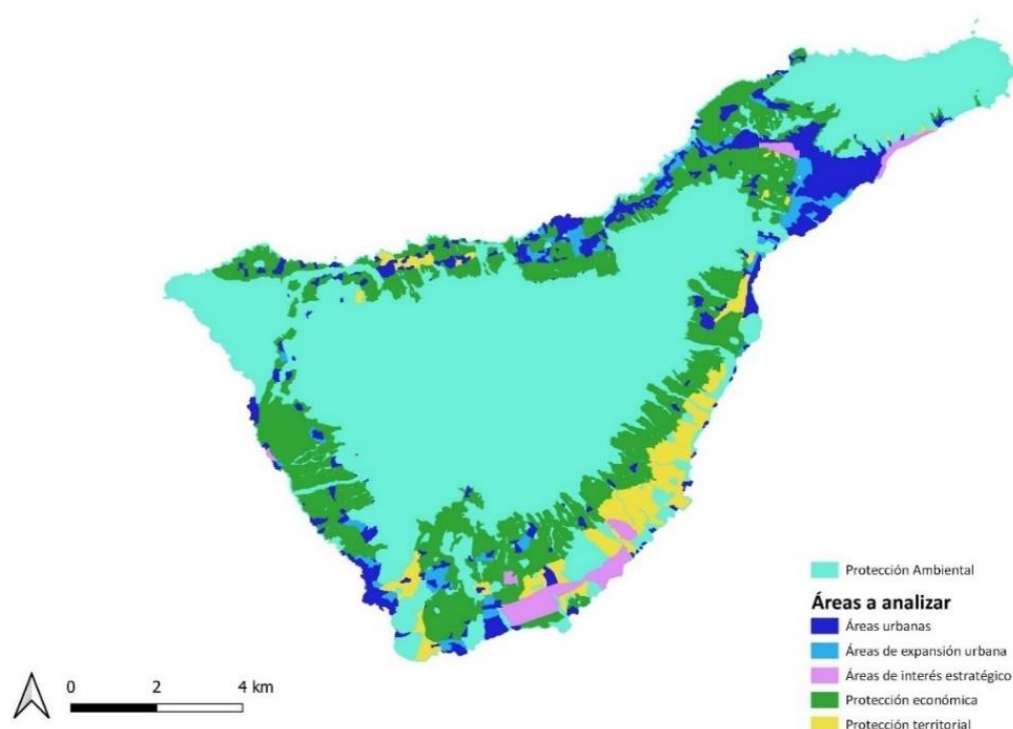 Protección Ambiental
Áreas a analizar
Áreas urbanas
Áreas de expansión urbana
Áreas de interés estratégico
Protección económica
Protección territorial
0 2 4 km